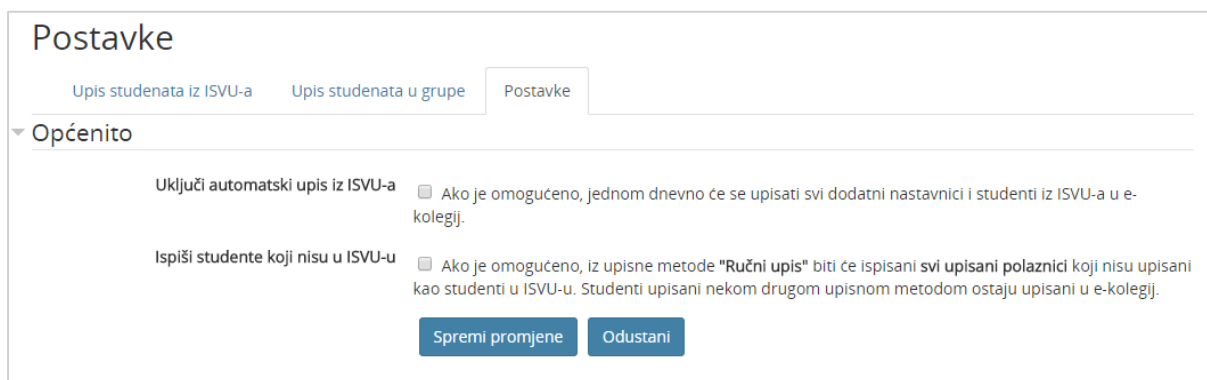 Postavke
Upis studenata iz ISVU-a Upis studenata u grupe Postavke
Općenito
Uključi automatski upis iz ISVU-a Ako je omogućeno, jednom dnevno će se upisati svi dodatni nastavnici i studenti iz ISVU-a u e-
kolegij.
Ispiši studente koji nisu u ISVU-u Ako je omogućeno, iz upisne metode "Ručni upis" biti će ispisani svi upisani polaznici koji nisu upisani
kao studenti u ISVU-u. Studenti upisani nekom drugom upisnom metodom ostaju upisani u e-kolegij.
Spremi promjene Odustani